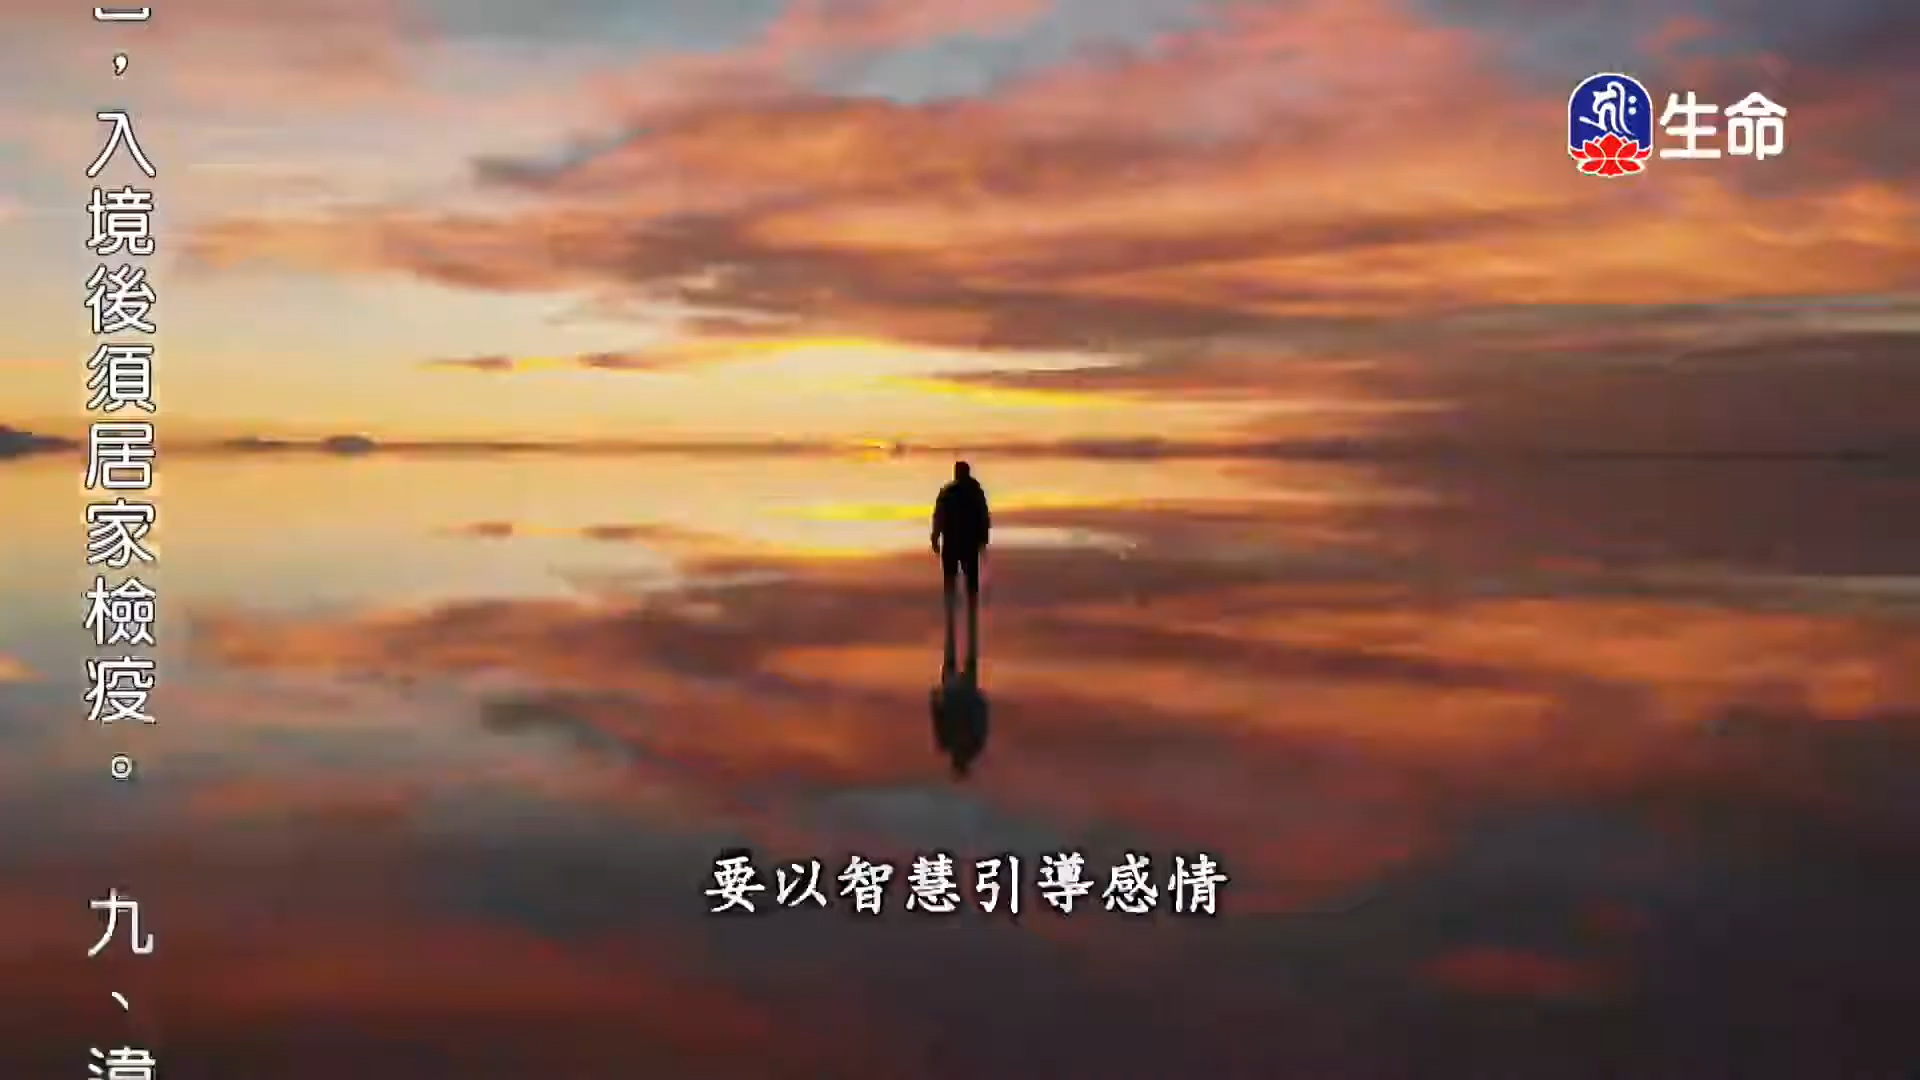 ，入境後須居家檢疫。 九、
生命
要以智慧引導感情